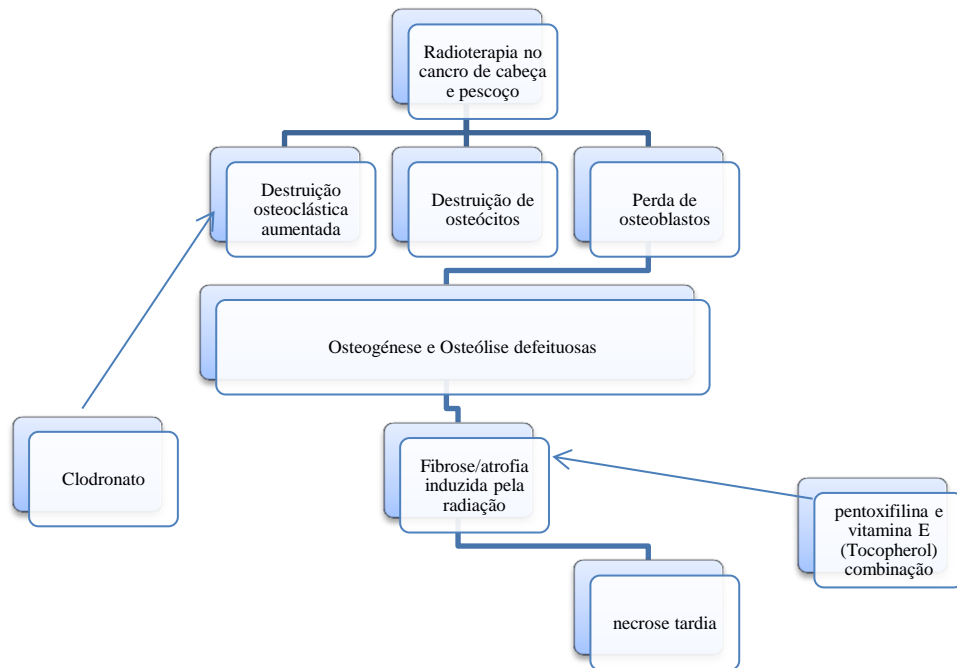 Radioterapia no
cancro de cabeça
e pescoço
Destruição
osteoclástica
aumentada
Destruição de
osteócitos
Perda de
osteoblastos
Osteogénese e Osteólise defeituosas
Clodronato
Fibrose/atrofia
induzida pela
radiação
pentoxifilina e
vitamina E
(Tocopherol)
combinação
necrose tardia